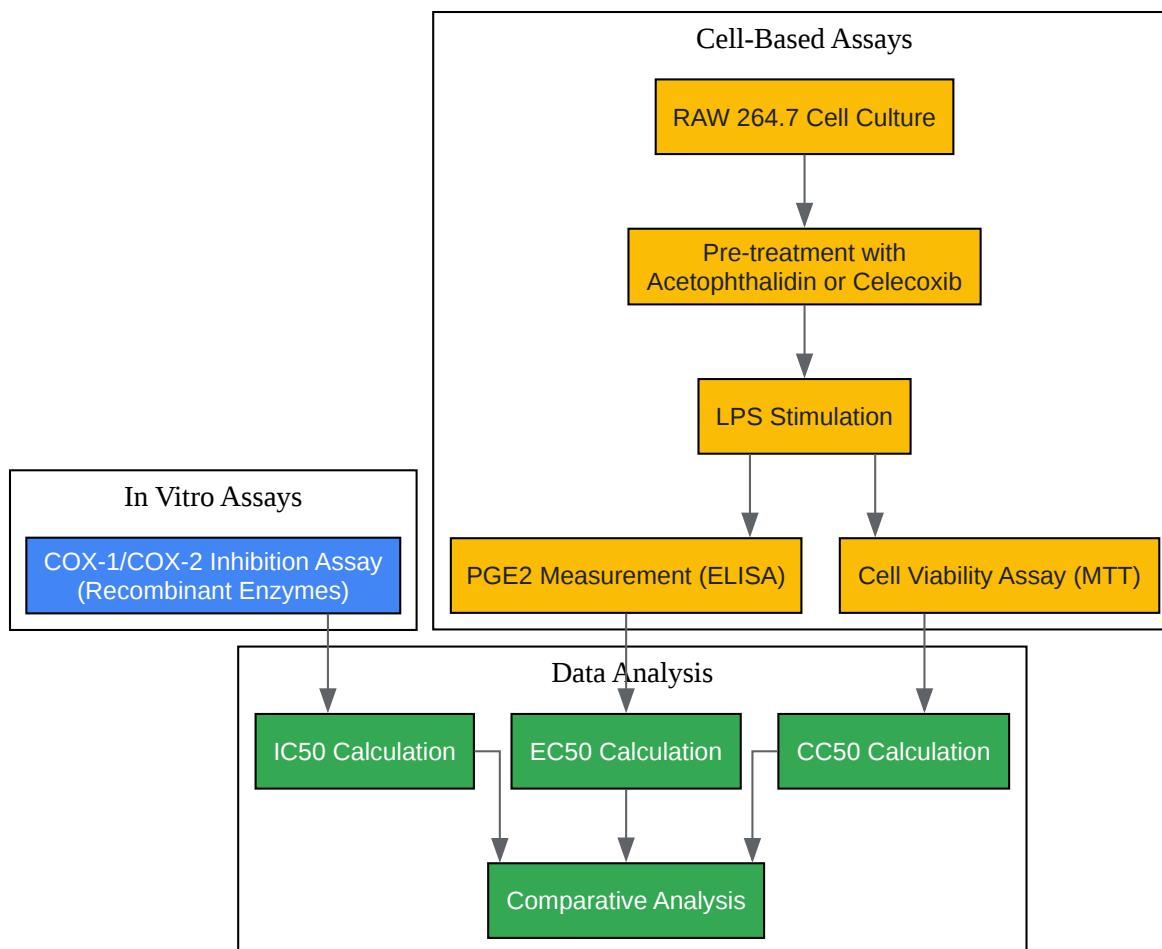 Cell-Based Assays
RAW 264.7 Cell Culture
Pre-treatment with
Acetophthalidin or Celecoxib
LPS Stimulation
In Vitro Assays
COX-1/COX-2 Inhibition Assay
(Recombinant Enzymes)
PGE2 Measurement (ELISA)
Cell Viability Assay (MTT)
Data Analysis
IC50 Calculation
EC50 Calculation
CC50 Calculation
Comparative Analysis